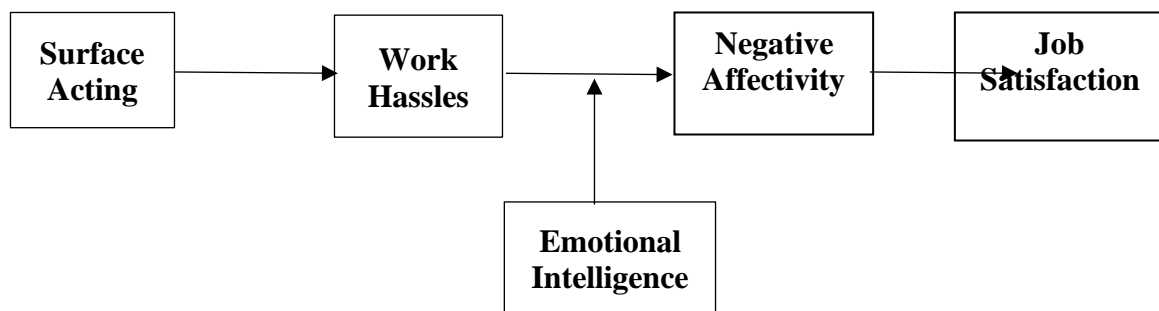 Surface
Acting
Work
Hassles
Negative
Affectivity
Job
Satisfaction
Emotional
Intelligence